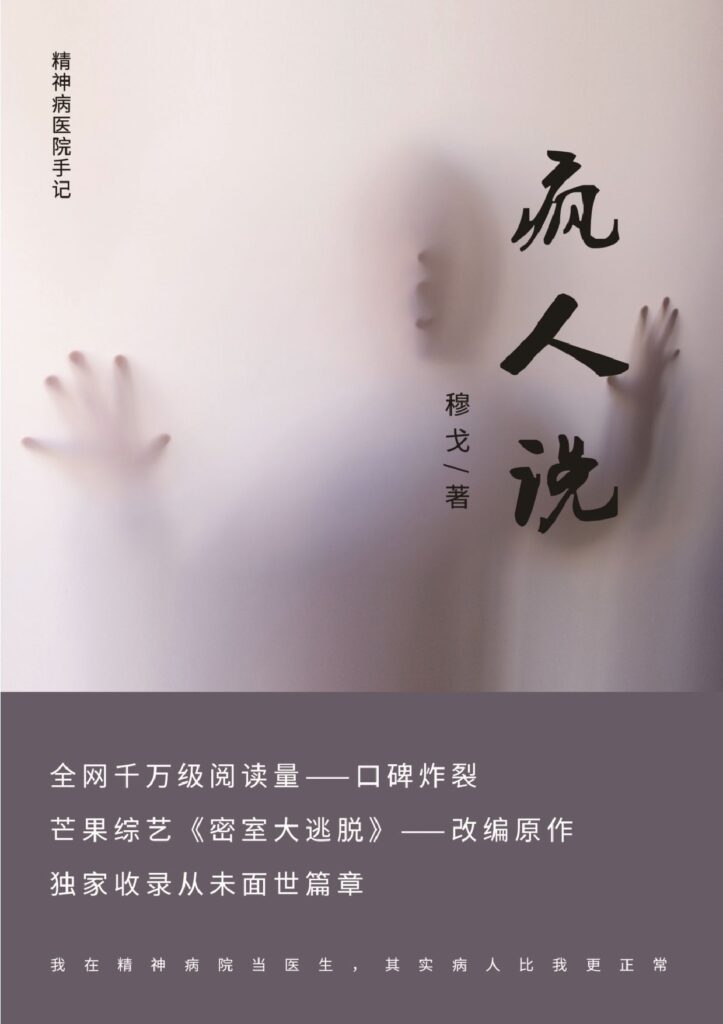 精神病医院手记
疯人说
穆戈/著
全网千万级阅读量——口碑炸裂
芒果综艺《密室大逃脱》——改编原作
独家收录从未面世篇章
我在精神病院当医生，其实病人比我更正常